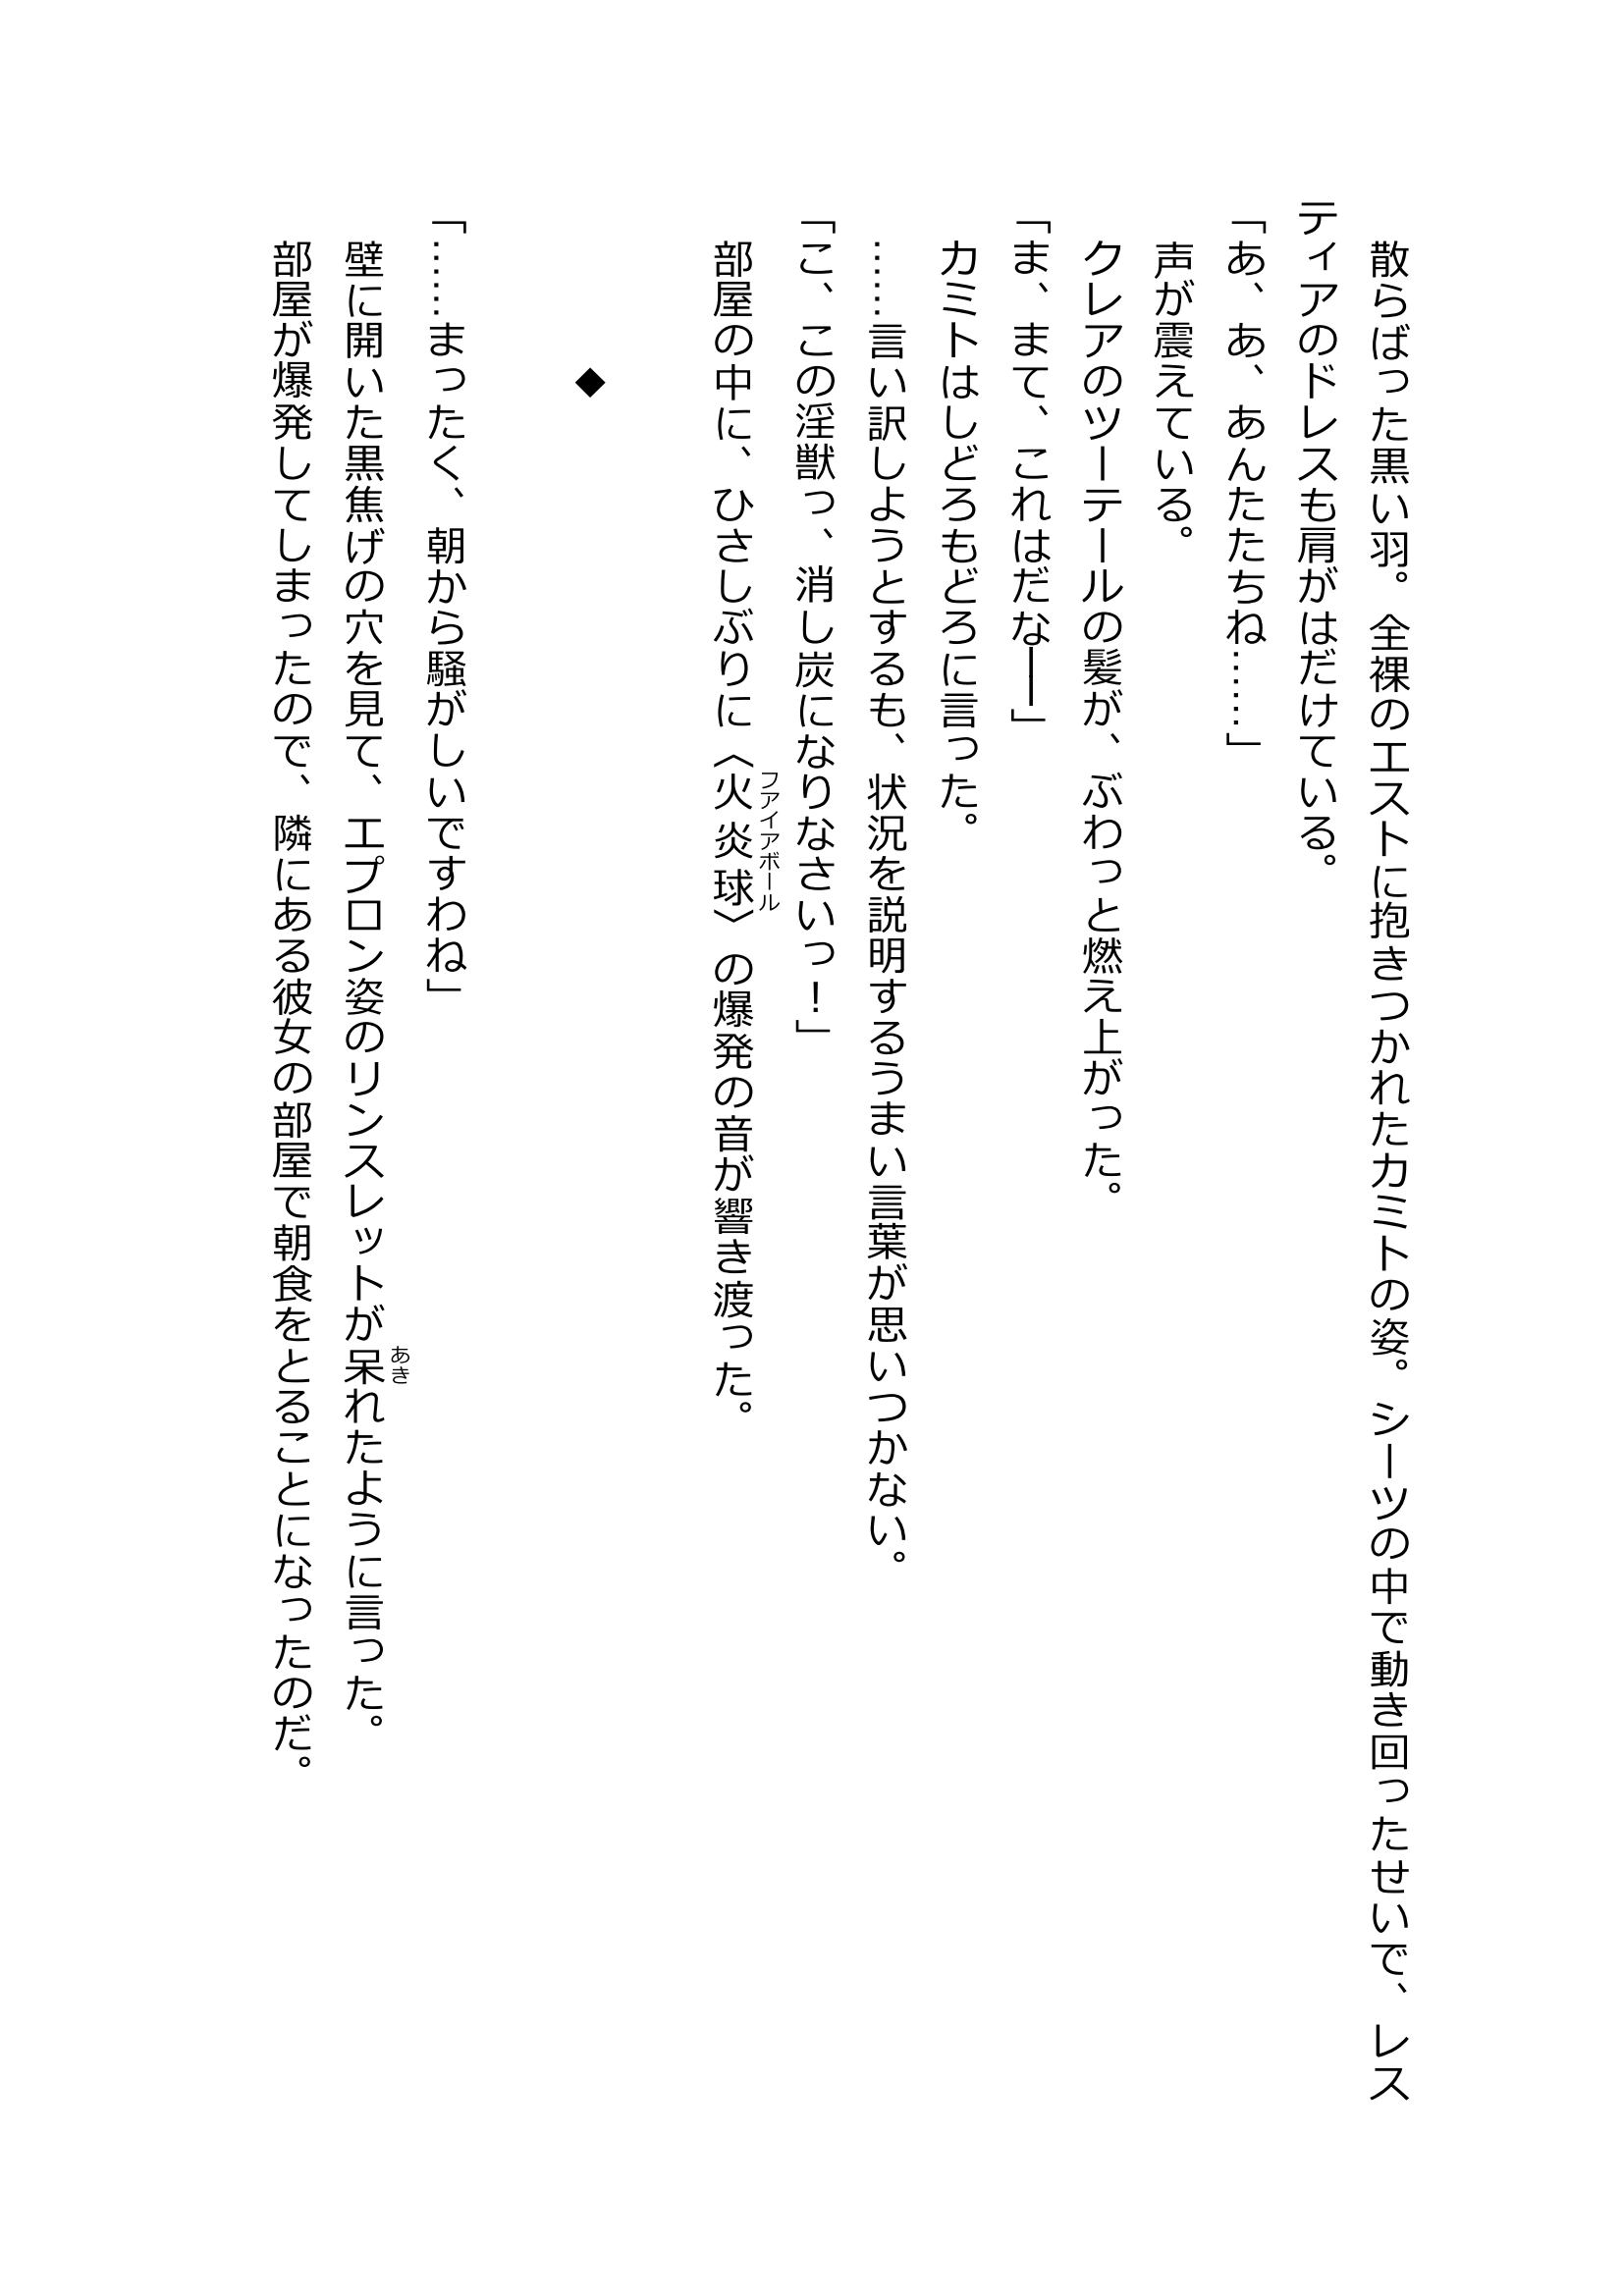 散らばった黒い羽。全裸のエストに抱きつかれたカミトの姿。シーツの中で動き回ったせいで、レス
ティアのドレスも肩がはだけている。
「あ、あ、あんたたちね……」
声が震えている。
クレアのツーテールの髪が、ぶわっと燃え上がった。
「ま、まて、これはだな――」
カミトはしどろもどろに言った。
……言い訳しようとするも、状況を説明するうまい言葉が思いつかない。
「こ、この淫獣っ、消し炭になりなさいっ！」
ファイアボール
部屋の中に、ひさしぶりに〈火炎球〉の爆発の音が響き渡った。
◆
「……まったく、朝から騒がしいですわね」
あき
壁に開いた黒焦げの穴を見て、エプロン姿のリンスレットが呆れたように言った。
部屋が爆発してしまったので、隣にある彼女の部屋で朝食をとることになったのだ。